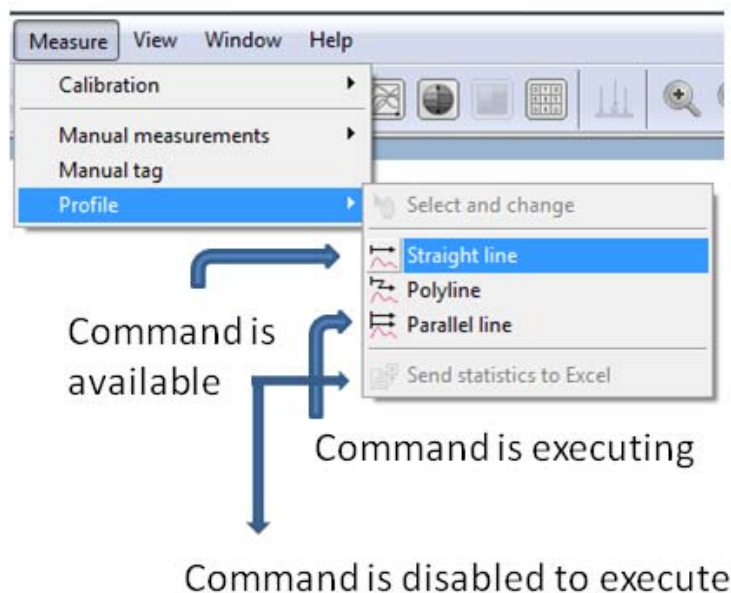 Measure View Window Help
Calibration
Manual measurements
Manual tag
Profile
Select and change
Straight line
Polyline
Parallel line
Send statistics to Excel
Command is
available
Command is executing
Command is disabled to execute